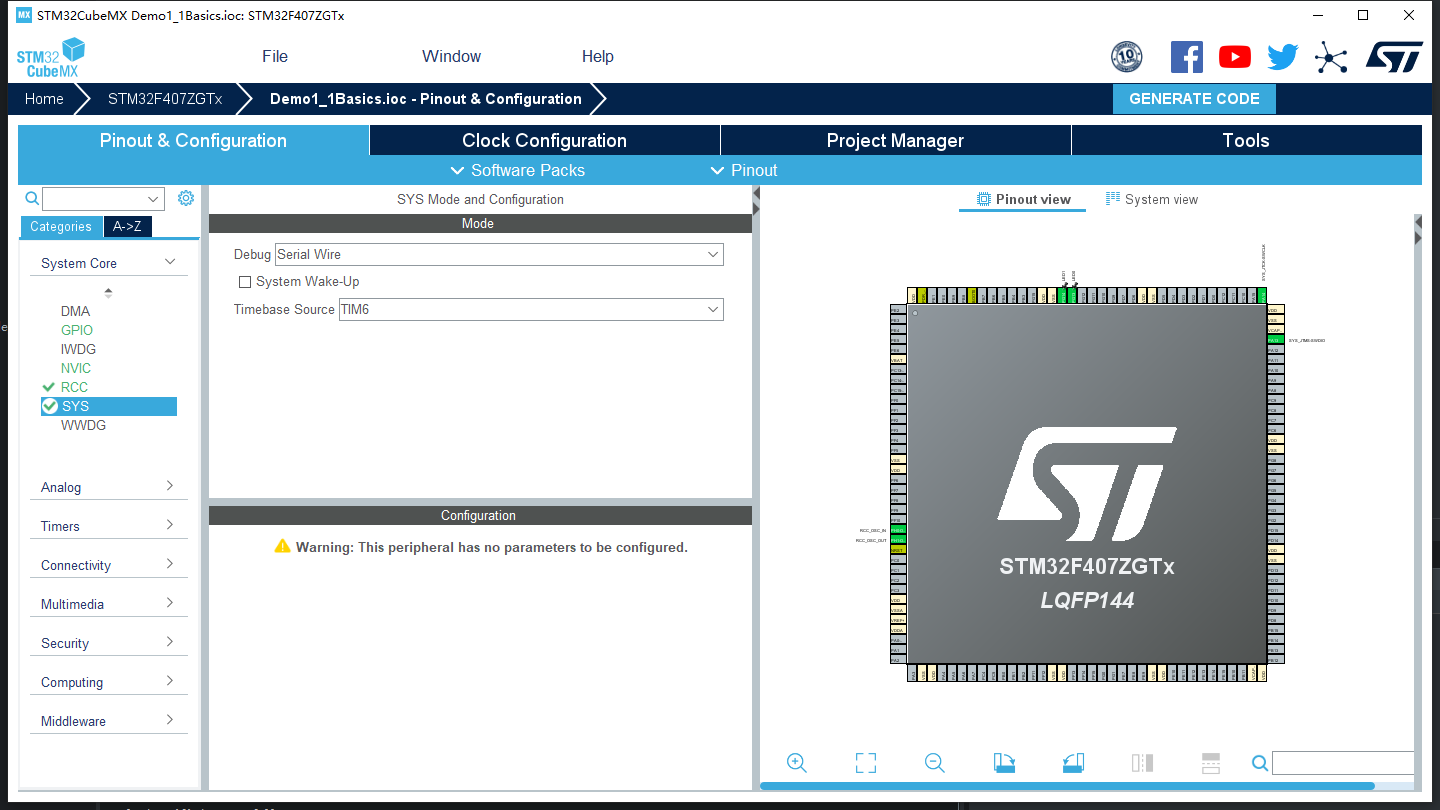 MX STM32CubeMX Demo1_1Basics.ioc: STM32F407ZGTx
STM32 CubeMX
File Window Help
10
Home STM32F407ZGTx Demo1_1Basics.ioc - Pinout & Configuration GENERATE CODE
Pinout & Configuration Clock Configuration Project Manager Tools
Software Packs Pinout
Categories A->Z
System Core
DMA
GPIO
IWDG
NVIC
RCC
SYS
WWDG
Analog
Timers
Connectivity
Multimedia
Security
Computing
Middleware
SYS Mode and Configuration
Mode
Debug Serial Wire
System Wake-Up
Timebase Source TIM6
Configuration
Warning: This peripheral has no parameters to be configured.
Pinout view System view
SYS_JTMS-SWDIO
RCC_OSC_IN
RCC_OSC_OUT
ST
STM32F407ZGTx
LQFP144